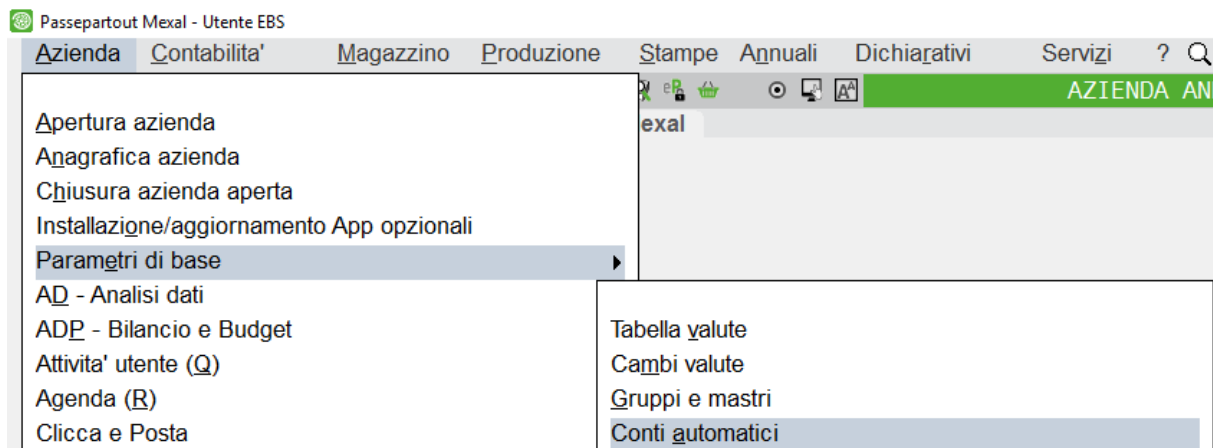 Passepartout Mexal - Utente EBS
Azienda Contabilita' Magazzino Produzione Stampe Annuali Dichiarativi Servizi ?
AZIENDA AN
Apertura azienda
exal
Anagrafica azienda
Chiusura azienda aperta
Installazione/aggiornamento App opzionali
Parametri di base
AD - Analisi dati
ADP - Bilancio e Budget
Tabella valute
Attivita' utente (Q)
Cambi valute
Agenda (R)
Gruppi e mastri
Clicca e Posta
Conti automatici